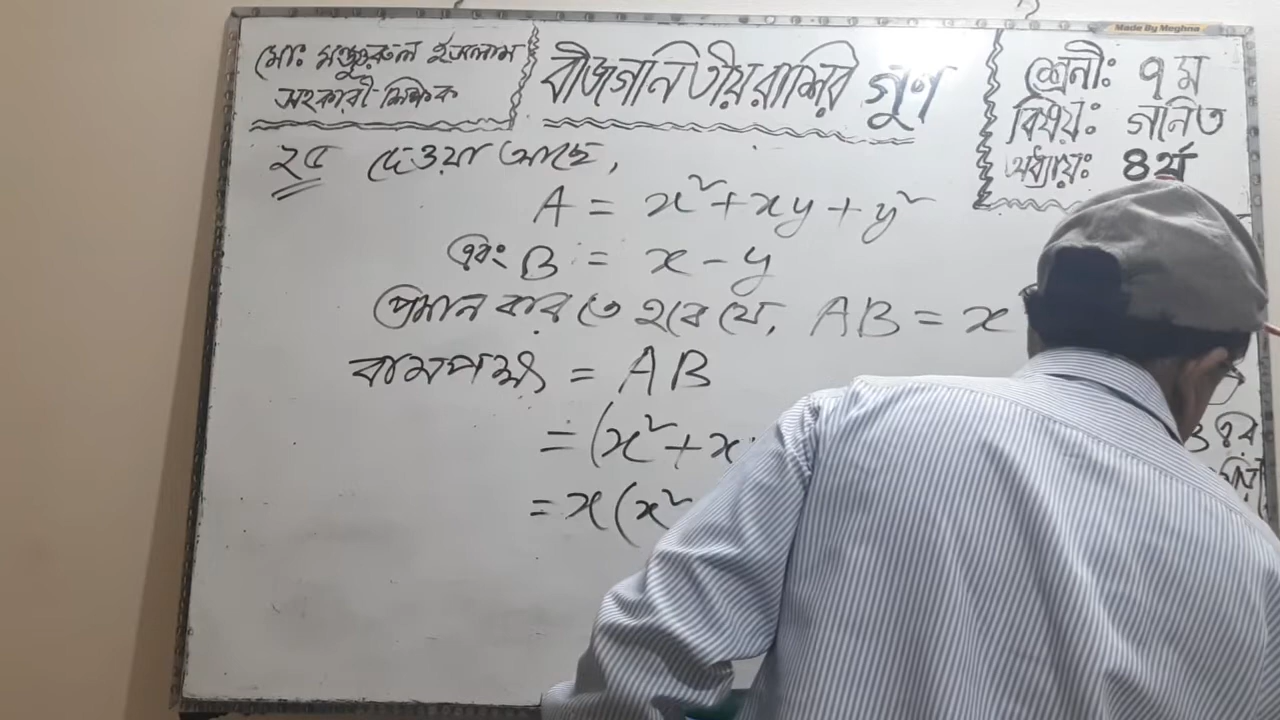 Made By Meghna
মোঃ মঞ্জুরুল ইসলাম
সহকারী শিক্ষক
বীজগানিতীয় রাশির গুণ
শ্রেনীঃ ৭ম
বিষয়ঃ গনিত
অধ্যায়ঃ ৪র্থ
২৫ দেওয়া আছে,
A = x²+xy+y²
এবং B = x-y
প্রমান করতে হবে যে, AB = x
বামপক্ষ = AB
= (x²+x
= x(x²